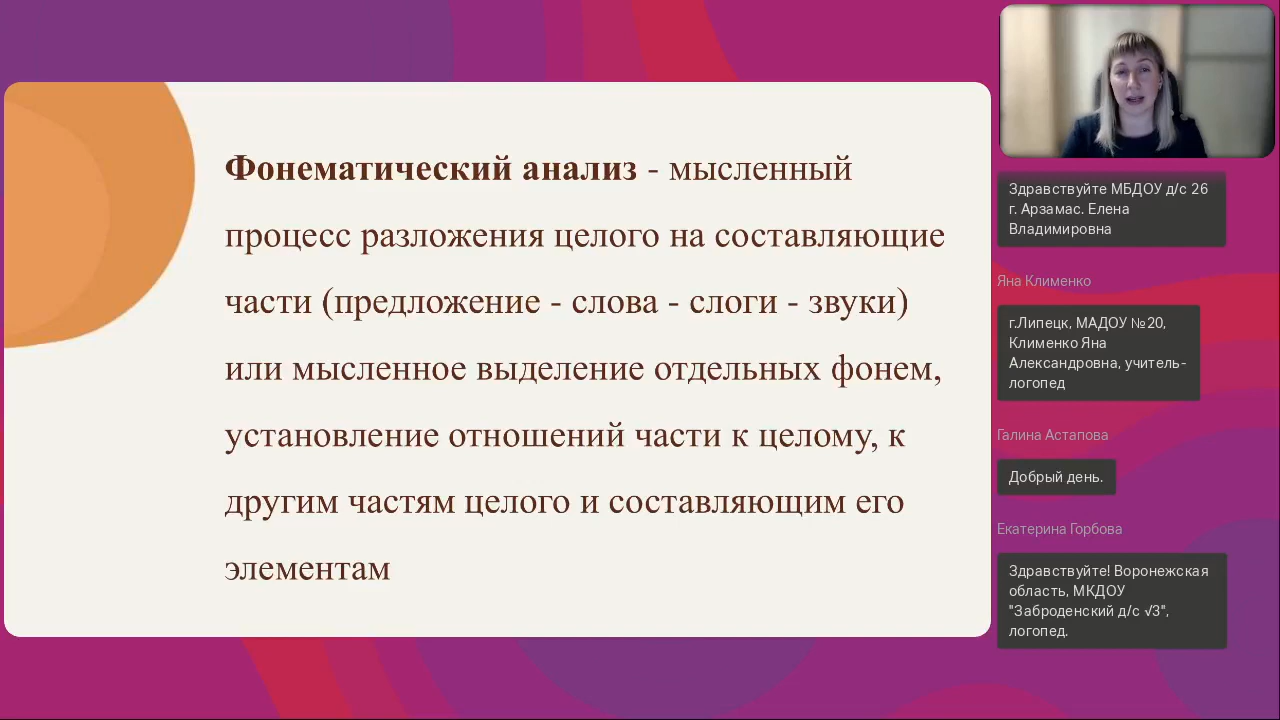 Фонематический анализ - мысленный
процесс разложения целого на составляющие
части (предложение - слова - слоги - звуки)
или мысленное выделение отдельных фонем,
установление отношений части к целому, к
другим частям целого и составляющим его
элементам
Здравствуйте МБДОУ д/с 26
г. Арзамас. Елена
Владимировна
Яна Клименко
г.Липецк, МАДОУ №20,
Клименко Яна
Александровна, учитель-
логопед
Галина Астапова
Добрый день.
Екатерина Горбова
Здравствуйте! Воронежская
область, МКДОУ
"Заброденский д/с √3",
логопед.